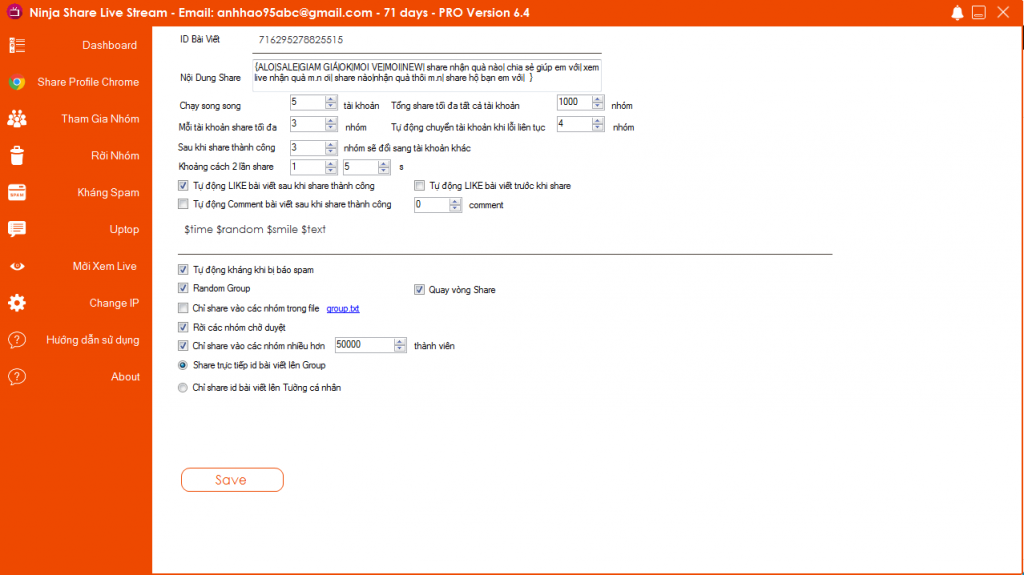 Ninja Share Live Stream - Email: anhhao95abc@gmail.com - 71 days - PRO Version 6.4
Dashboard
Share Profile Chrome
Tham Gia Nhóm
Rời Nhóm
SPAM
Kháng Spam
Uptop
Mời Xem Live
Change IP
Hướng dẫn sử dụng
About
ID Bài Viết 716295278825515
Nội Dung Share
{ALO|SALE|GIAM GIÁ|OK|MOI VE|MOI|NEW| share nhận quà nào| chia sẻ giúp em với| xem
live nhận quà m.n ơi| share nào|nhận quà thôi m.n| share hộ bạn em với| }
Chạy song song 5 tài khoản Tổng share tối đa tất cả tài khoản 1000 nhóm
Mỗi tài khoản share tối đa 3 nhóm Tự động chuyển tài khoản khi lỗi liên tục 4 nhóm
Sau khi share thành công 3 nhóm sẽ đổi sang tài khoản khác
Khoảng cách 2 lần share 1 5 s
Tự động LIKE bài viết sau khi share thành công Tự động LIKE bài viết trước khi share
Tự động Comment bài viết sau khi share thành công 0 comment
$time $random $smile $text
Tự động kháng khi bị báo spam
Random Group Quay vòng Share
Chỉ share vào các nhóm trong file group.txt
Rời các nhóm chờ duyệt
Chỉ share vào các nhóm nhiều hơn 50000 thành viên
Share trực tiếp id bài viết lên Group
Chỉ share id bài viết lên Tường cá nhân
Save